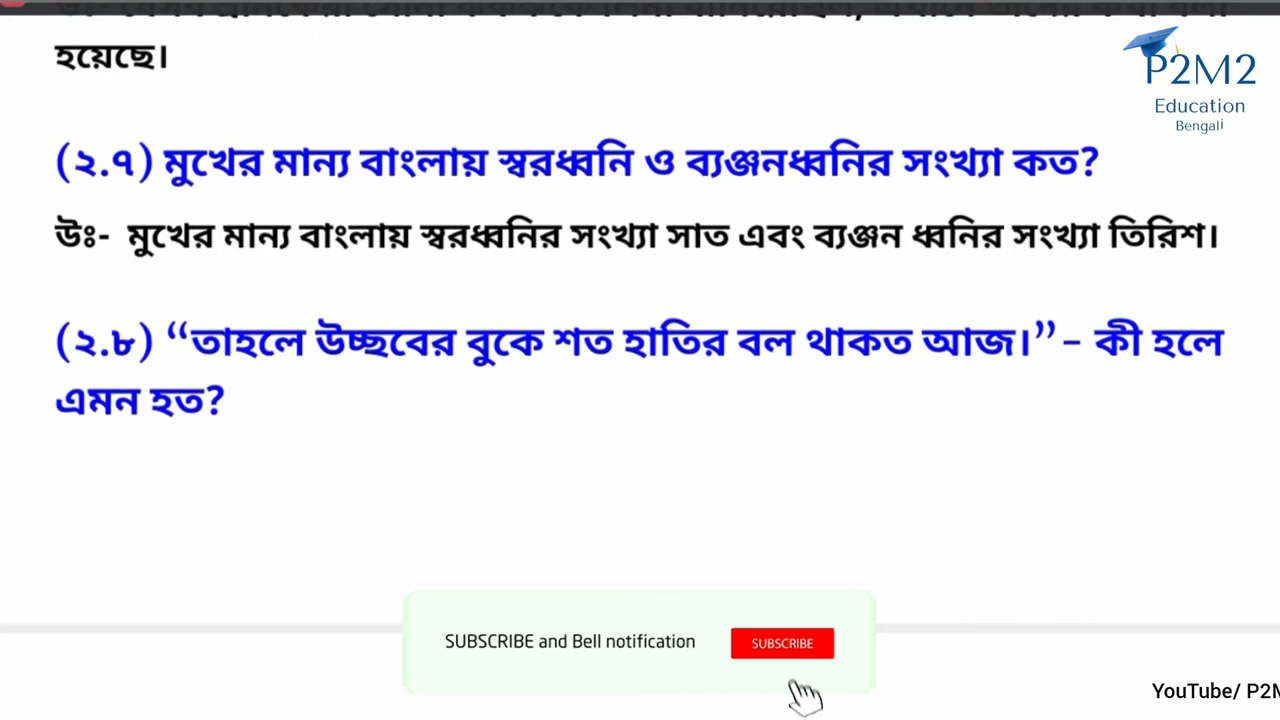 হয়েছে।
P2M2
Education
Bengali
(২.৭) মুখের মান্য বাংলায় স্বরধ্বনি ও ব্যঞ্জনধ্বনির সংখ্যা কত?
উঃ- মুখের মান্য বাংলায় স্বরধ্বনির সংখ্যা সাত এবং ব্যঞ্জন ধ্বনির সংখ্যা তিরিশ।
(২.৮) “তাহলে উচ্ছবের বুকে শত হাতির বল থাকত আজ।” – কী হলে
এমন হত?
SUBSCRIBE and Bell notification
SUBSCRIBE
YouTube/ P2M